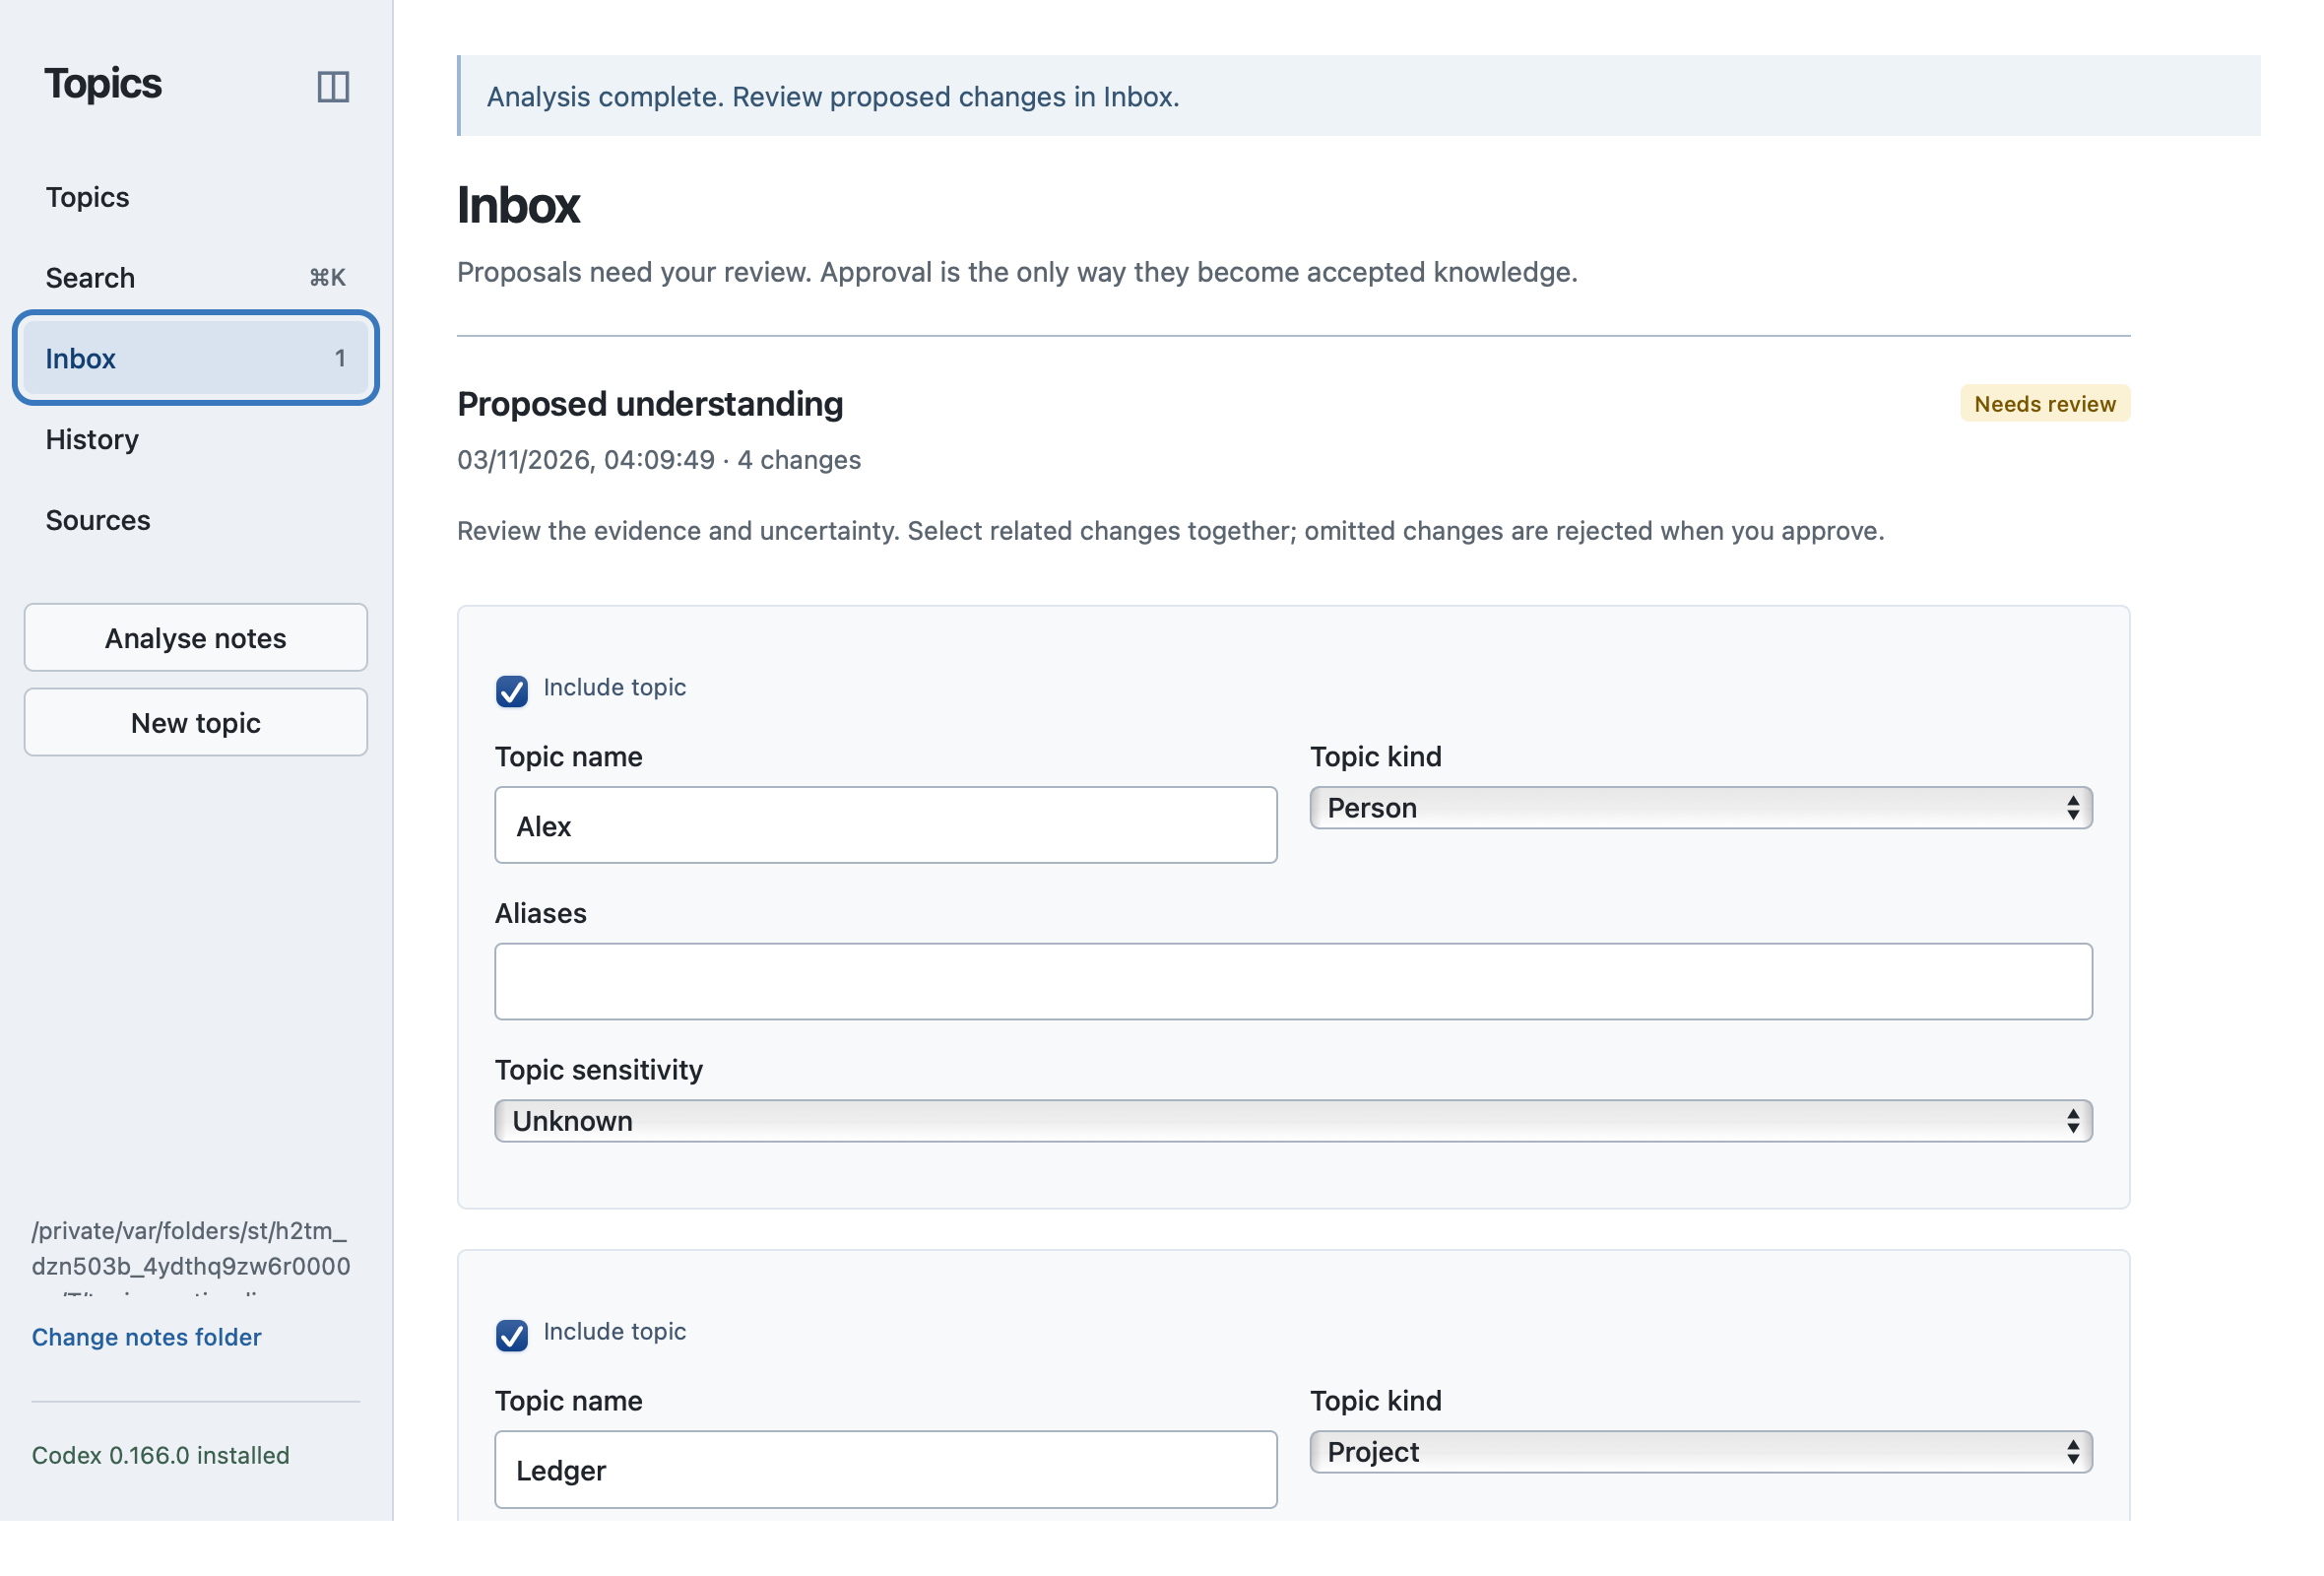 Topics
Topics
Search ⌘K
Inbox 1
History
Sources
Analyse notes
New topic
/private/var/folders/st/h2tm_
dzn503b_4ydthq9zw6r0000
Change notes folder
Codex 0.166.0 installed
Analysis complete. Review proposed changes in Inbox.
Inbox
Proposals need your review. Approval is the only way they become accepted knowledge.
Proposed understanding
Needs review
03/11/2026, 04:09:49 · 4 changes
Review the evidence and uncertainty. Select related changes together; omitted changes are rejected when you approve.
Include topic
Topic name
Topic kind
Alex
Person
Aliases
Topic sensitivity
Unknown
Include topic
Topic name
Topic kind
Ledger
Project